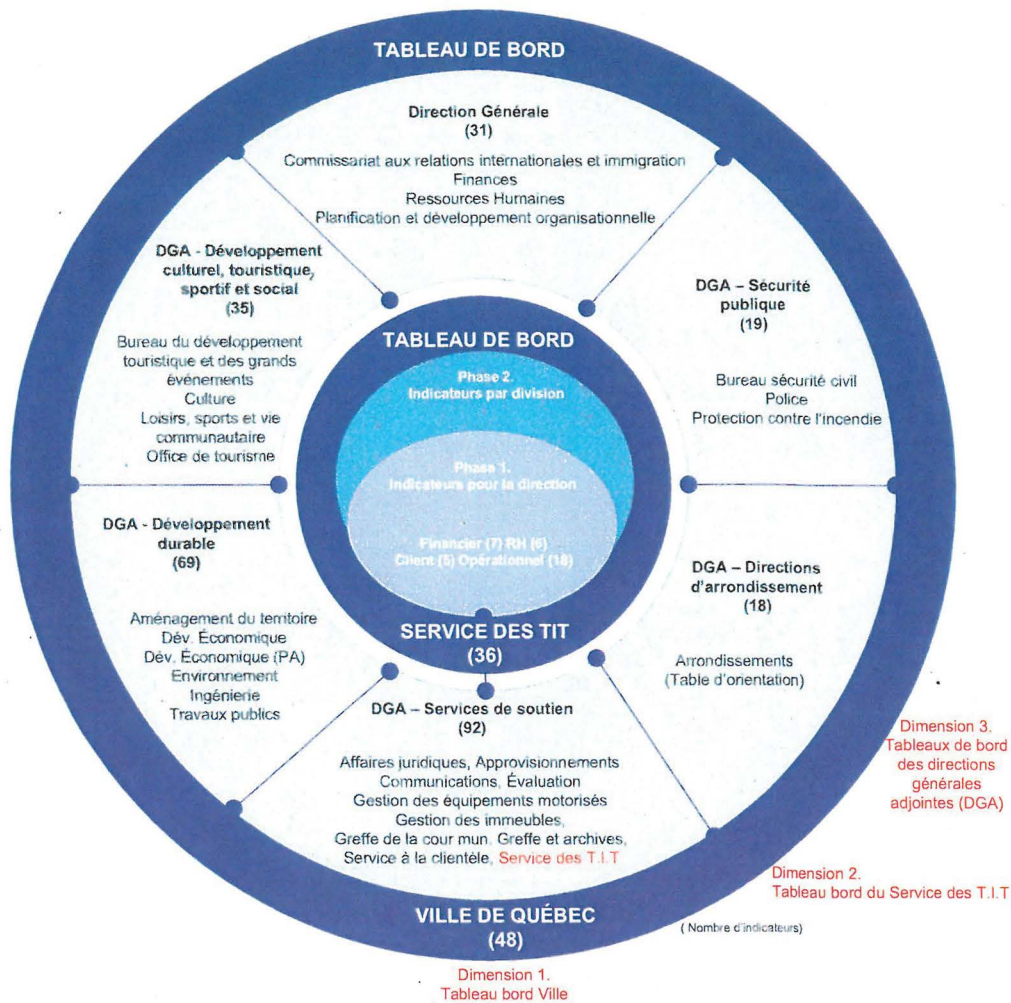 TABLEAU DE BORD
Direction Générale
(31)
Commissariat aux relations internationales et immigration
Finances
Ressources Humaines
Planification et développement organisationnelle
DGA - Développement
culturel, touristique,
sportif et social
(35)
Bureau du développement
touristique et des grands
événements
Culture
Loisirs, sports et vie
communautaire
Office de tourisme
DGA – Sécurité
publique
(19)
Bureau sécurité civil
Police
Protection contre l'incendie
TABLEAU DE BORD
Phase 2.
Indicateurs par division
Phase 1.
Indicateurs pour la direction
Financier (7) RH (6)
Client (5) Opérationnel (18)
SERVICE DES TIT
(36)
DGA - Développement
durable
(69)
Aménagement du territoire
Dév. Économique
Dév. Économique (PA)
Environnement
Ingénierie
Travaux publics
DGA – Directions
d'arrondissement
(18)
Arrondissements
(Table d'orientation)
DGA – Services de soutien
(92)
Affaires juridiques, Approvisionnements
Communications, Évaluation
Gestion des équipements motorisés
Gestion des immeubles,
Greffe de la cour mun. Greffe et archives,
Service à la clientèle, Service des T.I.T
VILLE DE QUÉBEC
(48)
Dimension 3.
Tableaux de bord
des directions
générales
adjointes (DGA)
Dimension 2.
Tableau bord du Service des T.I.T
( Nombre d'indicateurs)
Dimension 1.
Tableau bord Ville